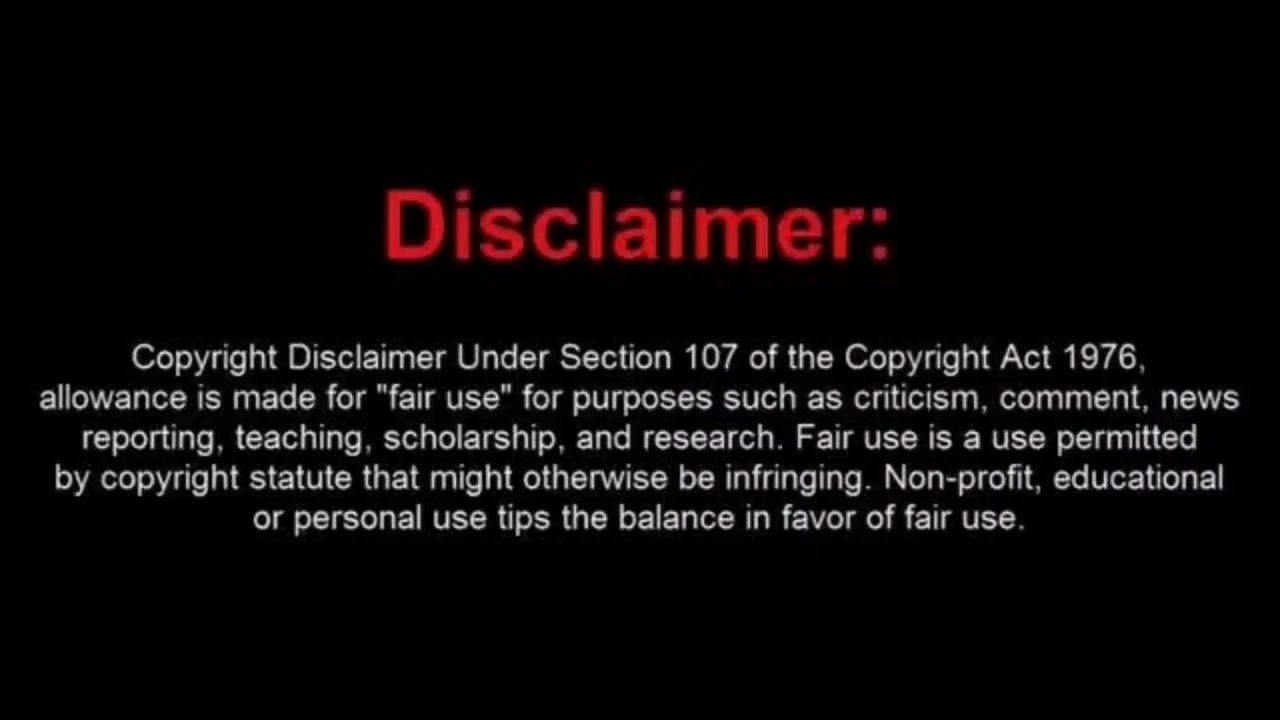 Disclaimer:
Copyright Disclaimer Under Section 107 of the Copyright Act 1976,
allowance is made for "fair use" for purposes such as criticism, comment, news
reporting, teaching, scholarship, and research. Fair use is a use permitted
by copyright statute that might otherwise be infringing. Non-profit, educational
or personal use tips the balance in favor of fair use.